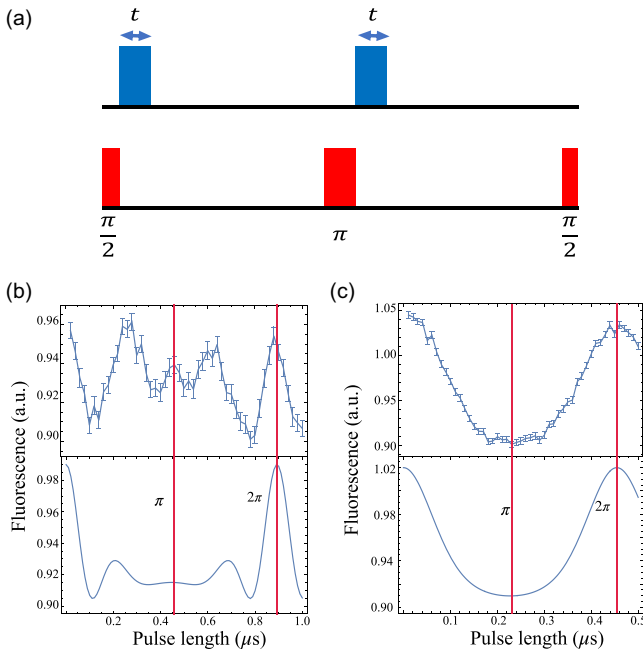 (a)
t t
π/2 π π/2
(b) (c)
Fluorescence (a.u.)
0.96
0.94
0.92
0.90
0.98
0.96
0.94
0.92
0.90
π 2π
0.2 0.4 0.6 0.8 1.0
Pulse length (μs)
Fluorescence (a.u.)
1.05
1.00
0.95
0.90
1.02
0.98
0.94
0.90
π 2π
0.1 0.2 0.3 0.4 0.5
Pulse length (μs)